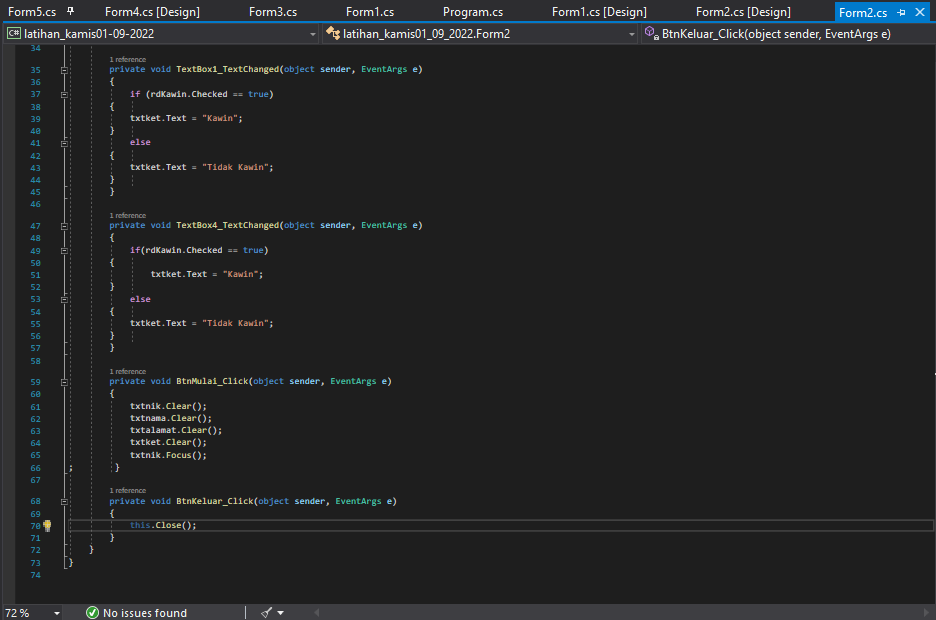 Form5.cs Form4.cs [Design] Form3.cs Form1.cs Program.cs Form1.cs [Design] Form2.cs [Design] Form2.cs
C# latihan_kamis01-09-2022 latihan_kamis01_09_2022.Form2 BtnKeluar_Click(object sender, EventArgs e)
34
1 reference
35 private void TextBox1_TextChanged(object sender, EventArgs e)
36 {
37 if (rdKawin.Checked == true)
38 {
39 txtket.Text = "Kawin";
40 }
41 else
42 {
43 txtket.Text = "Tidak Kawin";
44 }
45 }
46
1 reference
47 private void TextBox4_TextChanged(object sender, EventArgs e)
48 {
49 if(rdKawin.Checked == true)
50 {
51 txtket.Text = "Kawin";
52 }
53 else
54 {
55 txtket.Text = "Tidak Kawin";
56 }
57 }
58
1 reference
59 private void BtnMulai_Click(object sender, EventArgs e)
60 {
61 txtnik.Clear();
62 txtnama.Clear();
63 txtalamat.Clear();
64 txtket.Clear();
65 txtnik.Focus();
66 ; }
67
1 reference
68 private void BtnKeluar_Click(object sender, EventArgs e)
69 {
70 this.Close();
71 }
72 }
73 }
74
72 % No issues found